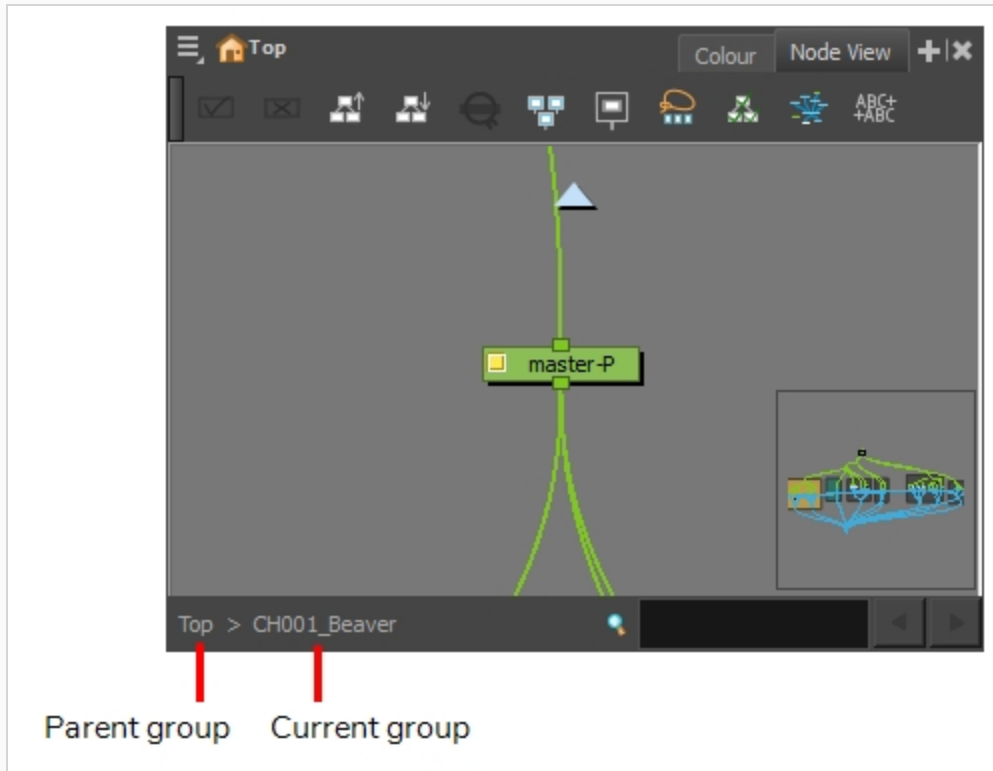 Top
Colour
Node View
ABC+
+ABC
master-P
Top > CH001_Beaver
Parent group
Current group